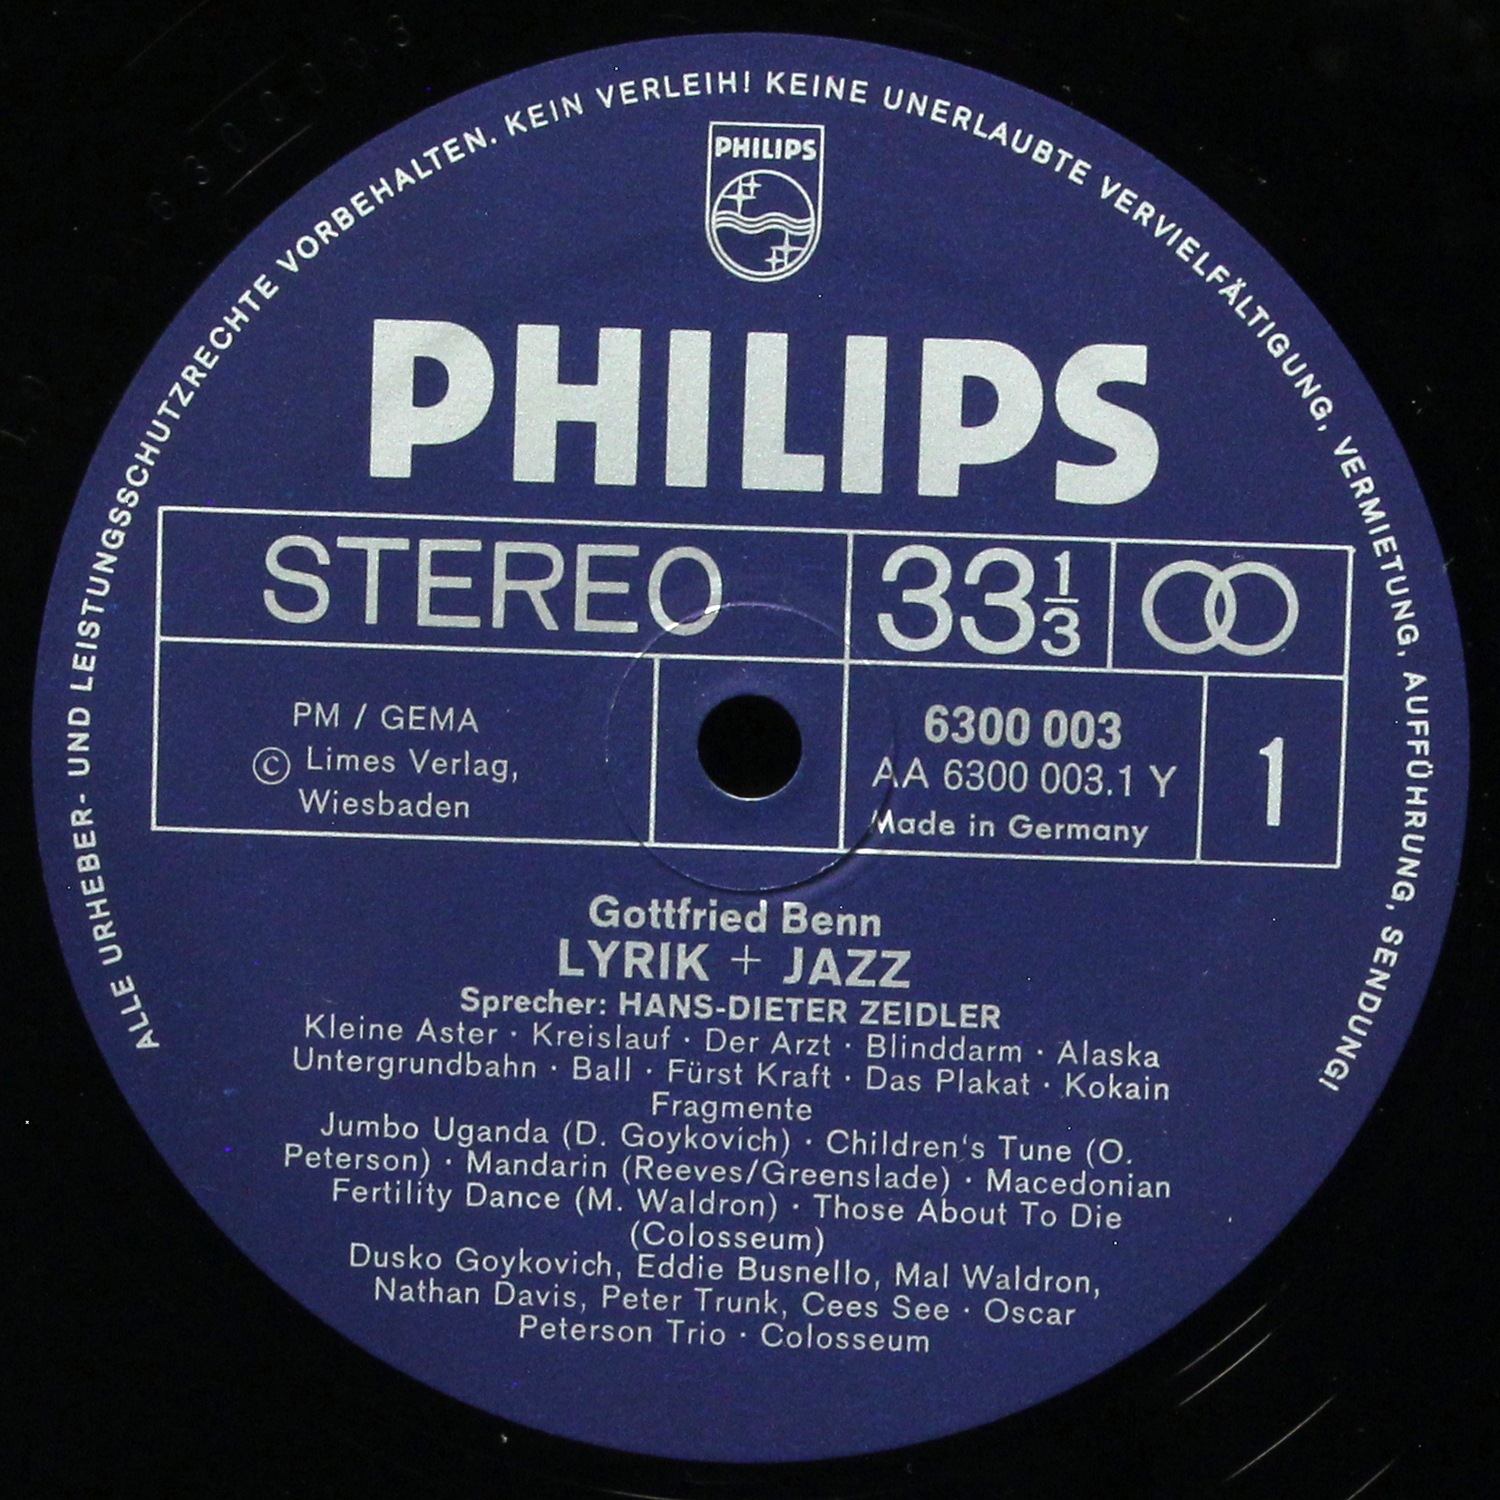 ALLE URHEBER- UND LEISTUNGSSCHUTZRECHTE VORBEHALTEN. KEIN VERLEIH! KEINE UNERLAUBTE VERVIELFÄLTIGUNG, VERMIETUNG, AUFFÜHRUNG, SENDUNG!
PHILIPS
PHILIPS
STEREO 33 1/3
PM / GEMA
© Limes Verlag,
Wiesbaden
6300 003
AA 6300 003.1 Y
Made in Germany
1
Gottfried Benn
LYRIK + JAZZ
Sprecher: HANS-DIETER ZEIDLER
Kleine Aster · Kreislauf · Der Arzt · Blinddarm · Alaska
Untergrundbahn · Ball · Fürst Kraft · Das Plakat · Kokain
Fragmente
Jumbo Uganda (D. Goykovich) · Children's Tune (O.
Peterson) · Mandarin (Reeves/Greenslade) · Macedonian
Fertility Dance (M. Waldron) · Those About To Die
(Colosseum)
Dusko Goykovich, Eddie Busnello, Mal Waldron,
Nathan Davis, Peter Trunk, Cees See · Oscar
Peterson Trio · Colosseum